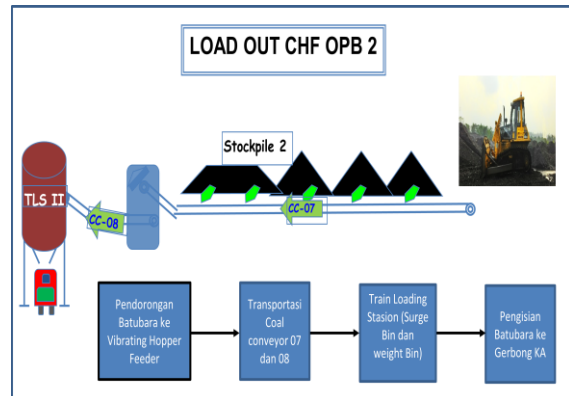 LOAD OUT CHF OPB 2
Stockpile 2
TLS II
CC-08
CC-07
Pendorongan
Batubara ke
Vibrating Hopper
Feeder
Transportasi
Coal
conveyor 07
dan 08
Train Loading
Stasion (Surge
Bin dan
weight Bin)
Pengisian
Batubara ke
Gerbong KA